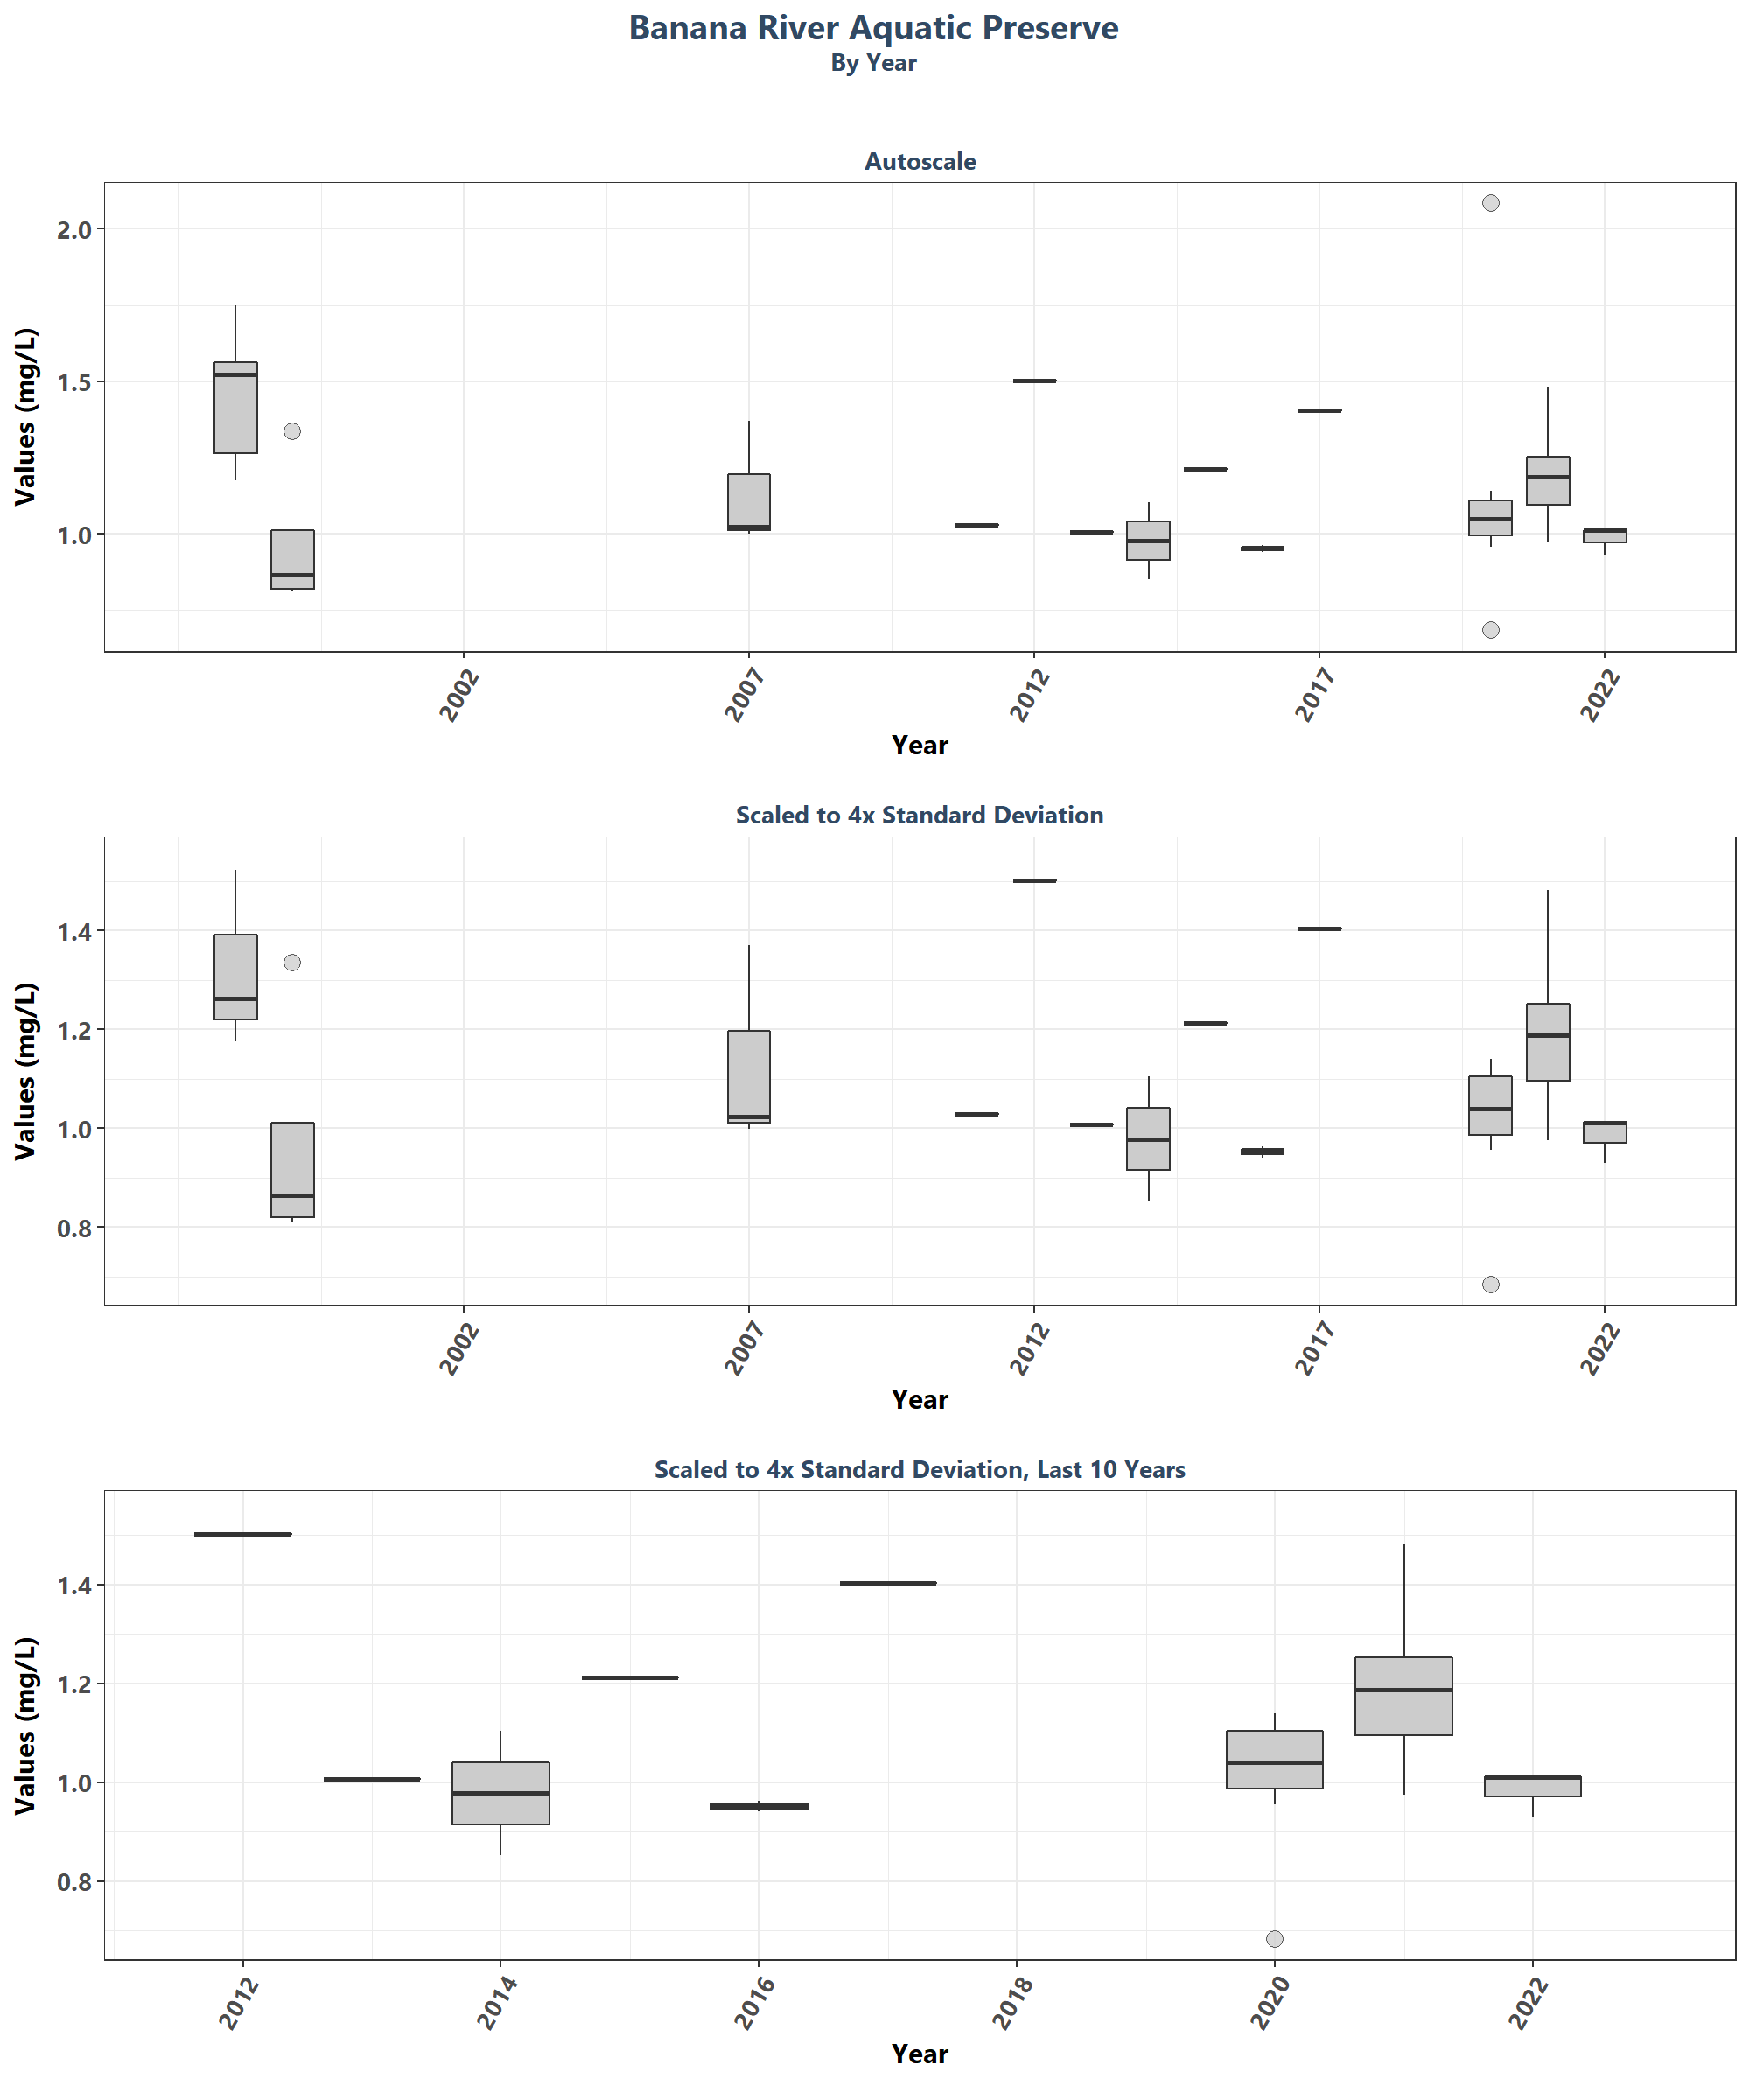 Banana River Aquatic Preserve
By Year
Autoscale
Values (mg/L)
2.0
1.5
1.0
2002 2007 2012 2017 2022
Year
Scaled to 4x Standard Deviation
Values (mg/L)
1.4
1.2
1.0
0.8
2002 2007 2012 2017 2022
Year
Scaled to 4x Standard Deviation, Last 10 Years
Values (mg/L)
1.4
1.2
1.0
0.8
2012 2014 2016 2018 2020 2022
Year